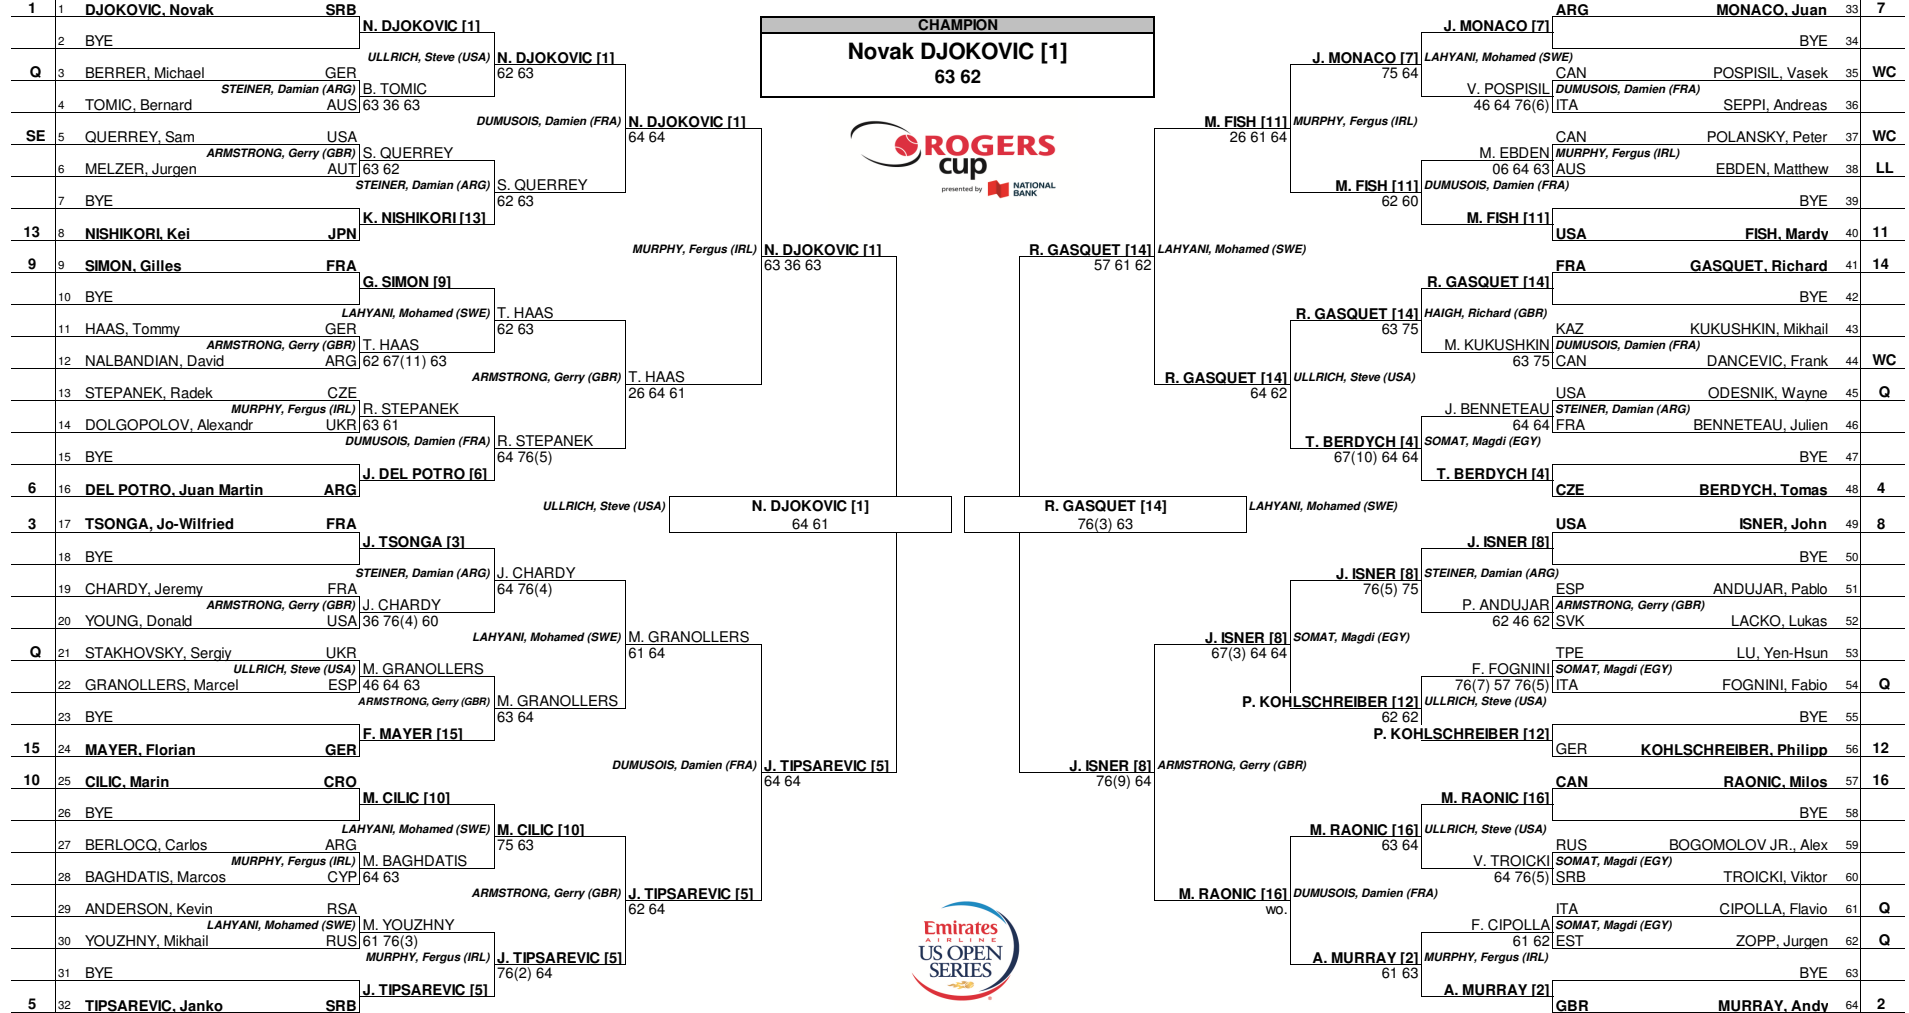 1 1 DJOKOVIC, Novak SRB
N. DJOKOVIC [1]
2 BYE
ULLRICH, Steve (USA) N. DJOKOVIC [1]
Q 3 BERRER, Michael GER 62 63
STEINER, Damian (ARG) B. TOMIC
4 TOMIC, Bernard AUS 63 36 63
DUMUSOIS, Damien (FRA) N. DJOKOVIC [1]
SE 5 QUERREY, Sam USA 64 64
ARMSTRONG, Gerry (GBR) S. QUERREY
6 MELZER, Jurgen AUT 63 62
STEINER, Damian (ARG) S. QUERREY
7 BYE 62 63
K. NISHIKORI [13]
13 8 NISHIKORI, Kei JPN
MURPHY, Fergus (IRL) N. DJOKOVIC [1]
9 9 SIMON, Gilles FRA 63 36 63
G. SIMON [9]
10 BYE
LAHYANI, Mohamed (SWE) T. HAAS
11 HAAS, Tommy GER 62 63
ARMSTRONG, Gerry (GBR) T. HAAS
12 NALBANDIAN, David ARG 62 67(11) 63
ARMSTRONG, Gerry (GBR) T. HAAS
13 STEPANEK, Radek CZE 26 64 61
MURPHY, Fergus (IRL) R. STEPANEK
14 DOLGOPOLOV, Alexandr UKR 63 61
DUMUSOIS, Damien (FRA) R. STEPANEK
15 BYE 64 76(5)
J. DEL POTRO [6]
6 16 DEL POTRO, Juan Martin ARG
ULLRICH, Steve (USA) N. DJOKOVIC [1]
64 61
3 17 TSONGA, Jo-Wilfried FRA
J. TSONGA [3]
18 BYE
STEINER, Damian (ARG) J. CHARDY
19 CHARDY, Jeremy FRA 64 76(4)
ARMSTRONG, Gerry (GBR) J. CHARDY
20 YOUNG, Donald USA 36 76(4) 60
LAHYANI, Mohamed (SWE) M. GRANOLLERS
Q 21 STAKHOVSKY, Sergiy UKR 61 64
ULLRICH, Steve (USA) M. GRANOLLERS
22 GRANOLLERS, Marcel ESP 46 64 63
ARMSTRONG, Gerry (GBR) M. GRANOLLERS
23 BYE 63 64
F. MAYER [15]
15 24 MAYER, Florian GER
DUMUSOIS, Damien (FRA) J. TIPSAREVIC [5]
10 25 CILIC, Marin CRO 64 64
M. CILIC [10]
26 BYE
LAHYANI, Mohamed (SWE) M. CILIC [10]
27 BERLOCQ, Carlos ARG 75 63
MURPHY, Fergus (IRL) M. BAGHDATIS
28 BAGHDATIS, Marcos CYP 64 63
ARMSTRONG, Gerry (GBR) J. TIPSAREVIC [5]
29 ANDERSON, Kevin RSA 62 64
LAHYANI, Mohamed (SWE) M. YOUZHNY
30 YOUZHNY, Mikhail RUS 61 76(3)
MURPHY, Fergus (IRL) J. TIPSAREVIC [5]
31 BYE 76(2) 64
J. TIPSAREVIC [5]
5 32 TIPSAREVIC, Janko SRB
CHAMPION
Novak DJOKOVIC [1]
63 62
ROGERS
cup
presented by NATIONAL
BANK
ARG MONACO, Juan 33 7
J. MONACO [7]
BYE 34
J. MONACO [7] LAHYANI, Mohamed (SWE)
75 64 CAN POSPISIL, Vasek 35 WC
V. POSPISIL DUMUSOIS, Damien (FRA)
46 64 76(6) ITA SEPPI, Andreas 36
M. FISH [11] MURPHY, Fergus (IRL)
26 61 64 CAN POLANSKY, Peter 37 WC
M. EBDEN MURPHY, Fergus (IRL)
06 64 63 AUS EBDEN, Matthew 38 LL
M. FISH [11] DUMUSOIS, Damien (FRA)
62 60 BYE 39
M. FISH [11]
USA FISH, Mardy 40 11
R. GASQUET [14] LAHYANI, Mohamed (SWE)
57 61 62 FRA GASQUET, Richard 41 14
R. GASQUET [14]
BYE 42
R. GASQUET [14] HAIGH, Richard (GBR)
63 75 KAZ KUKUSHKIN, Mikhail 43
M. KUKUSHKIN DUMUSOIS, Damien (FRA)
63 75 CAN DANCEVIC, Frank 44 WC
R. GASQUET [14] ULLRICH, Steve (USA)
64 62 USA ODESNIK, Wayne 45 Q
J. BENNETEAU STEINER, Damian (ARG)
64 64 FRA BENNETEAU, Julien 46
T. BERDYCH [4] SOMAT, Magdi (EGY)
67(10) 64 64 BYE 47
T. BERDYCH [4]
CZE BERDYCH, Tomas 48 4
R. GASQUET [14] LAHYANI, Mohamed (SWE)
76(3) 63
USA ISNER, John 49 8
J. ISNER [8]
BYE 50
J. ISNER [8] STEINER, Damian (ARG)
76(5) 75 ESP ANDUJAR, Pablo 51
P. ANDUJAR ARMSTRONG, Gerry (GBR)
62 46 62 SVK LACKO, Lukas 52
J. ISNER [8] SOMAT, Magdi (EGY)
67(3) 64 64 TPE LU, Yen-Hsun 53
F. FOGNINI SOMAT, Magdi (EGY)
76(7) 57 76(5) ITA FOGNINI, Fabio 54 Q
P. KOHLSCHREIBER [12] ULLRICH, Steve (USA)
62 62 BYE 55
P. KOHLSCHREIBER [12]
GER KOHLSCHREIBER, Philipp 56 12
J. ISNER [8] ARMSTRONG, Gerry (GBR)
76(9) 64 CAN RAONIC, Milos 57 16
M. RAONIC [16]
BYE 58
M. RAONIC [16] ULLRICH, Steve (USA)
63 64 RUS BOGOMOLOV JR., Alex 59
V. TROICKI SOMAT, Magdi (EGY)
64 76(5) SRB TROICKI, Viktor 60
M. RAONIC [16] DUMUSOIS, Damien (FRA)
wo. ITA CIPOLLA, Flavio 61 Q
F. CIPOLLA SOMAT, Magdi (EGY)
61 62 EST ZOPP, Jurgen 62 Q
A. MURRAY [2] MURPHY, Fergus (IRL)
61 63 BYE 63
A. MURRAY [2]
GBR MURRAY, Andy 64 2
Emirates
AIRLINE
US OPEN
SERIES